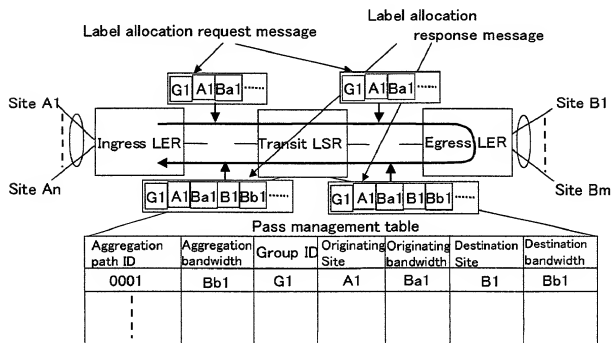 Label allocation request message
Label allocation
response message
G1 A1 Ba1 ......
G1 A1 Ba1 ......
Site A1
Site B1
Ingress LER
Transit LSR
Egress LER
Site An
Site Bm
G1 A1 Ba1 B1 Bb1 ......
G1 A1 Ba1 B1 Bb1 ......
Pass management table
Aggregation path ID Aggregation bandwidth Group ID Originating Site Originating bandwidth Destination Site Destination bandwidth
0001 Bb1 G1 A1 Ba1 B1 Bb1